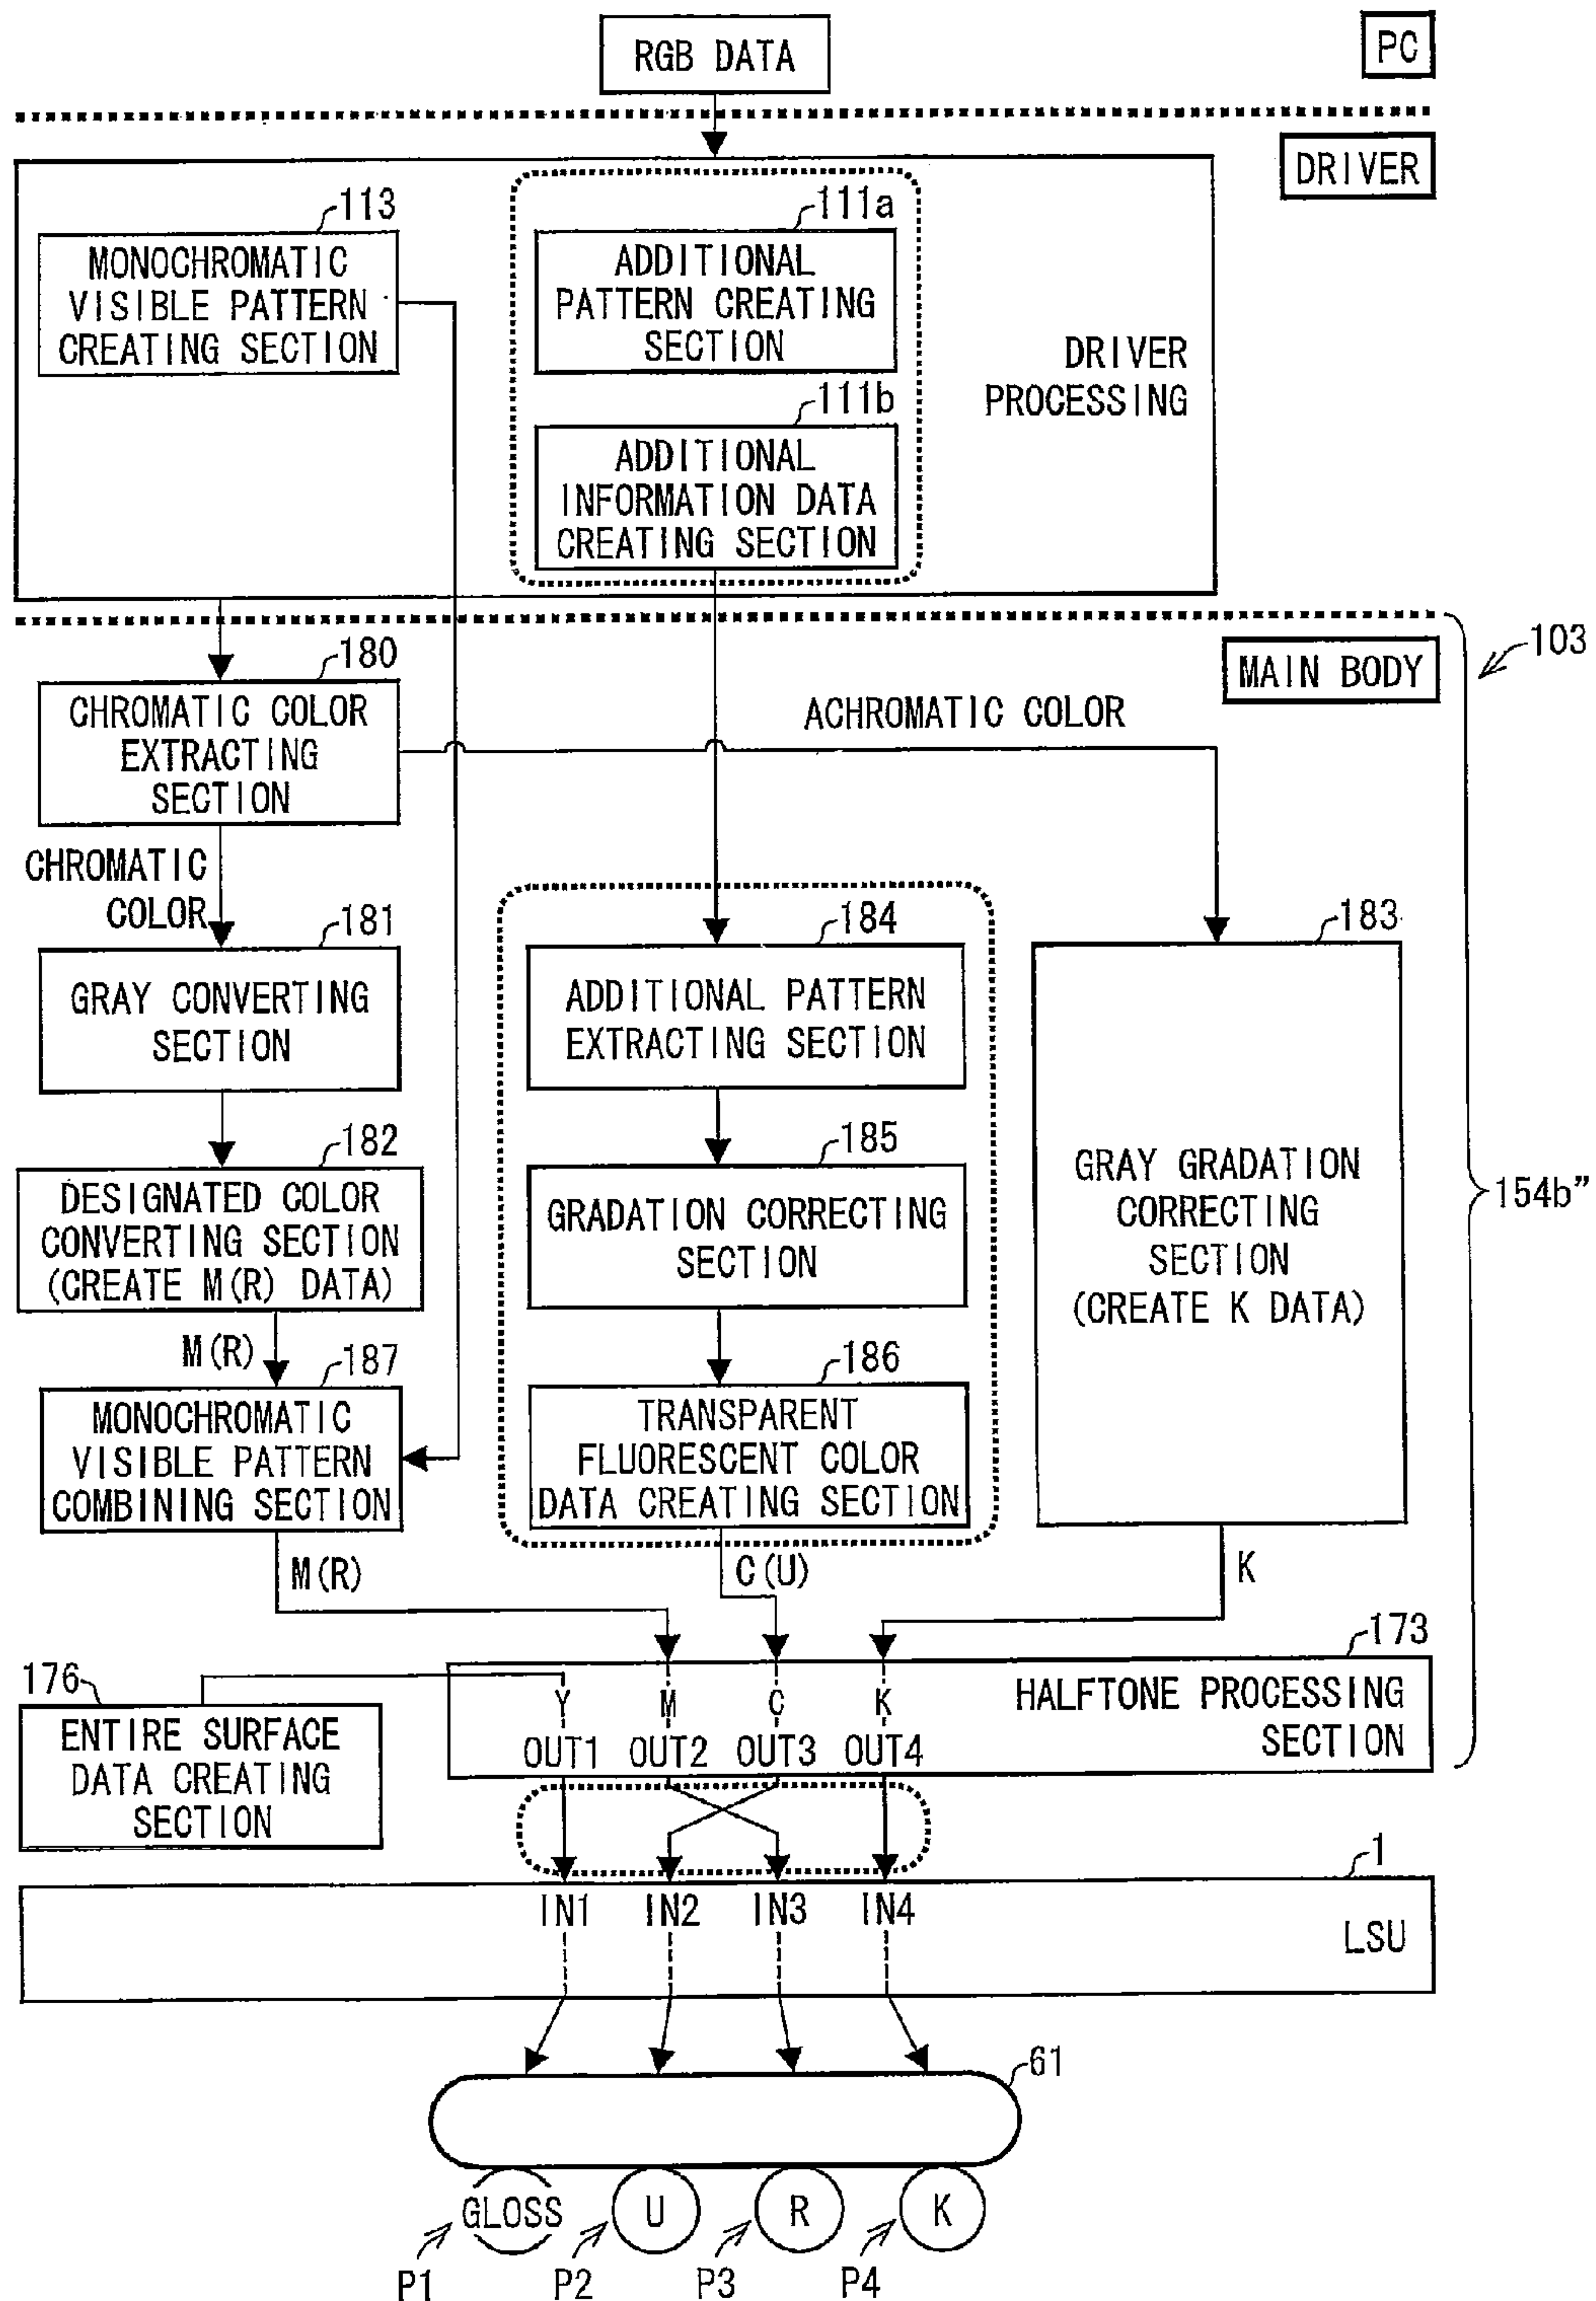 RGB DATA
PC
DRIVER
113
MONOCHROMATIC
VISIBLE PATTERN
CREATING SECTION
111a
ADDITIONAL
PATTERN CREATING
SECTION
111b
ADDITIONAL
INFORMATION DATA
CREATING SECTION
DRIVER
PROCESSING
103
MAIN BODY
180
CHROMATIC COLOR
EXTRACTING
SECTION
ACHROMATIC COLOR
CHROMATIC
COLOR
181
GRAY CONVERTING
SECTION
184
ADDITIONAL PATTERN
EXTRACTING SECTION
183
GRAY GRADATION
CORRECTING
SECTION
(CREATE K DATA)
154b"
182
DESIGNATED COLOR
CONVERTING SECTION
(CREATE M(R) DATA)
185
GRADATION CORRECTING
SECTION
M(R)
187
MONOCHROMATIC
VISIBLE PATTERN
COMBINING SECTION
186
TRANSPARENT
FLUORESCENT COLOR
DATA CREATING SECTION
M(R)
C(U)
K
173
176
ENTIRE SURFACE
DATA CREATING
SECTION
Y M C K
OUT1 OUT2 OUT3 OUT4
HALFTONE PROCESSING
SECTION
1
IN1 IN2 IN3 IN4
LSU
61
GLOSS U R K
P1 P2 P3 P4